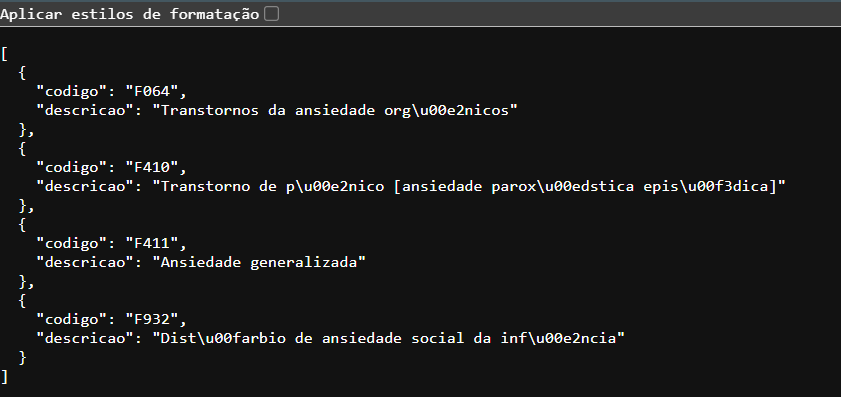 Aplicar estilos de formatação
[
  {
    "codigo": "F064",
    "descricao": "Transtornos da ansiedade org\u00e2nicos"
  },
  {
    "codigo": "F410",
    "descricao": "Transtorno de p\u00e2nico [ansiedade parox\u00edstica epis\u00f3dica]"
  },
  {
    "codigo": "F411",
    "descricao": "Ansiedade generalizada"
  },
  {
    "codigo": "F932",
    "descricao": "Dist\u00farbio de ansiedade social da inf\u00e2ncia"
  }
]